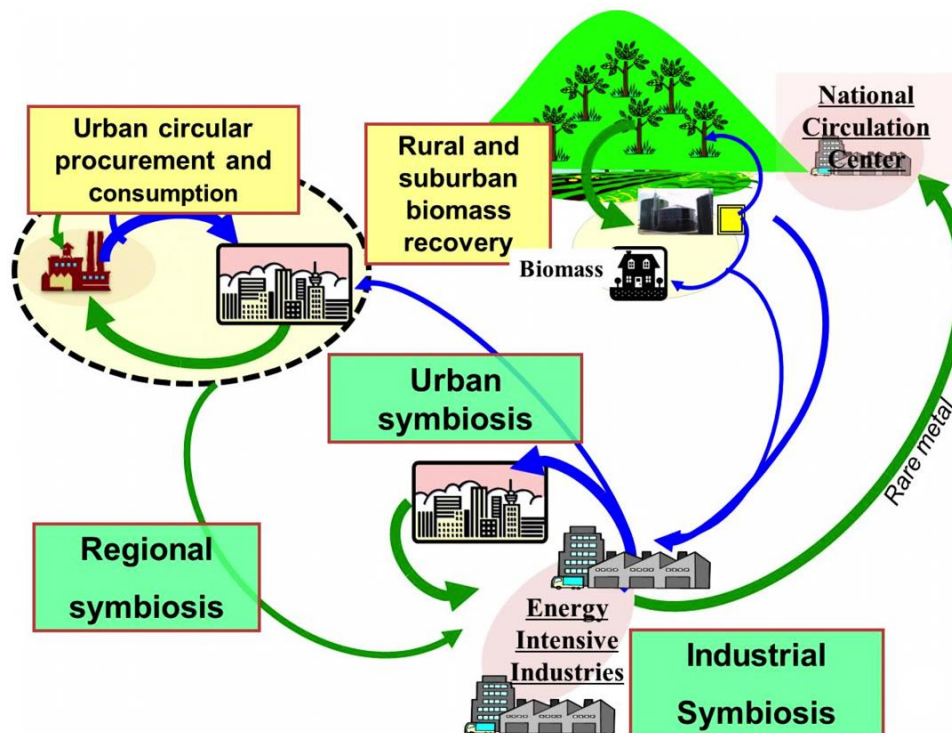 Urban circular
procurement and
consumption
Rural and
suburban
biomass
recovery
National
Circulation
Center
Biomass
Urban
symbiosis
Rare metal
Regional
symbiosis
Energy
Intensive
Industries
Industrial
Symbiosis